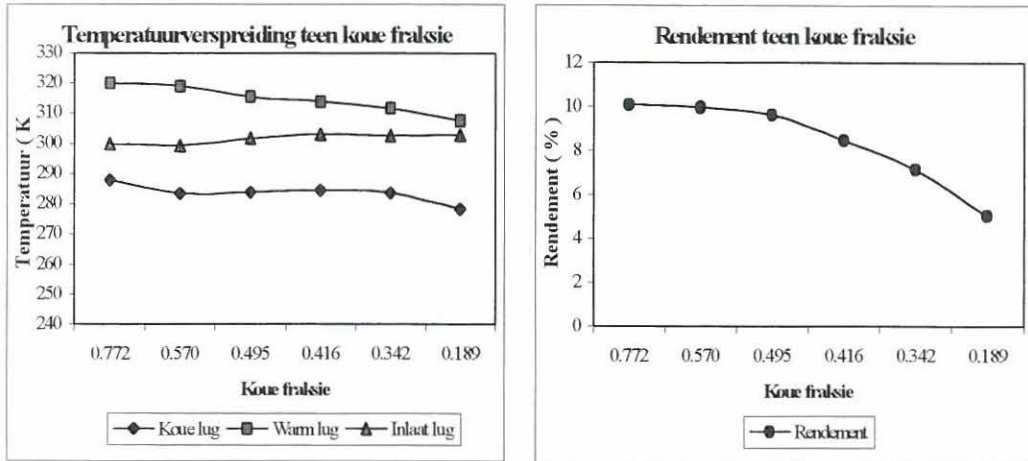 Temperatuurverspreiding teen koue fraksie
Temperatuur ( K
330
320
310
300
290
280
270
260
250
240
0.772 0.570 0.495 0.416 0.342 0.189
Koue fraksie
Koue lug Warm lug Inlaat lug
Rendement teen koue fraksie
Rendement ( % )
12
10
8
6
4
2
0
0.772 0.570 0.495 0.416 0.342 0.189
Koue fraksie
Rendement